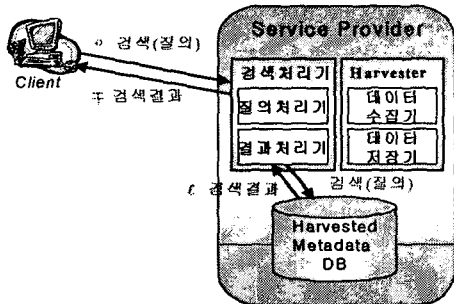 Service Provider
o 검색(질의)
Client
검색결과
검색처리기
질의처리기
결과처리기
Harvester
데이터
수집기
데이터
저장기
검색결과
검색(질의)
Harvested
Metadata
DB